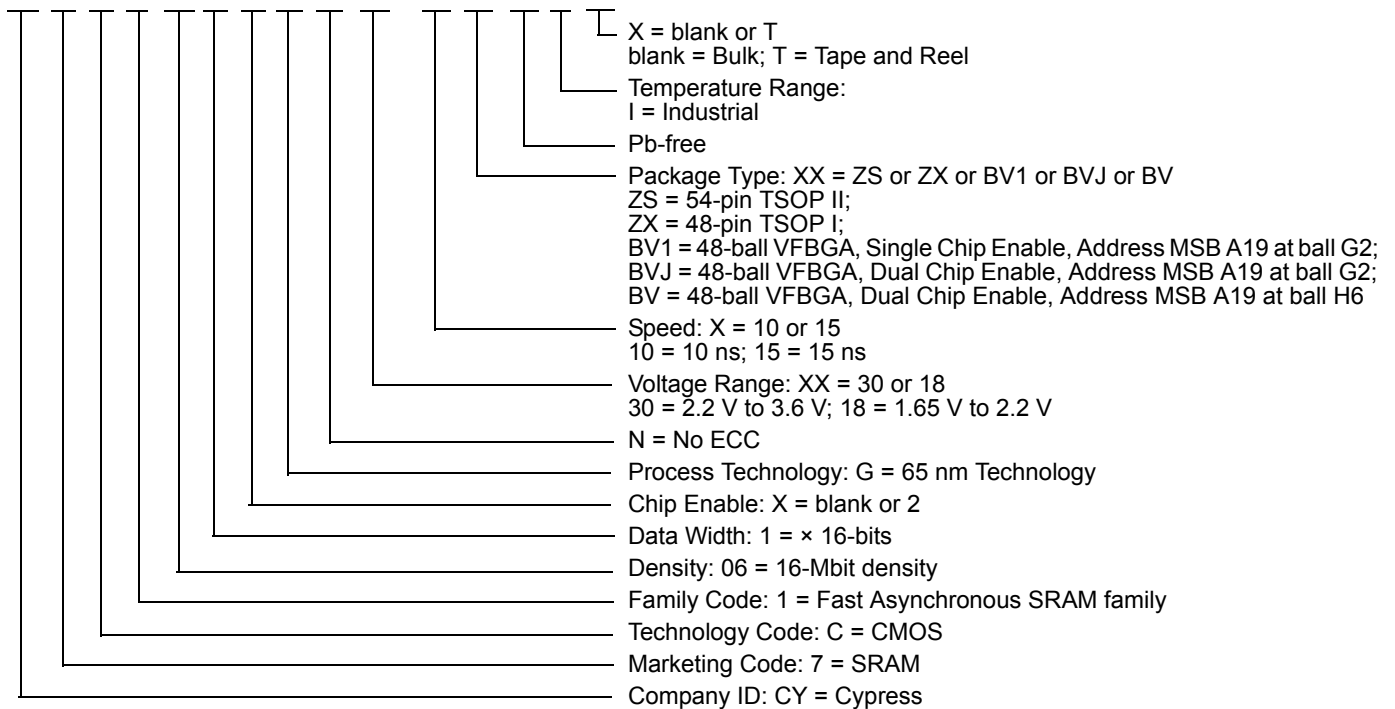 X = blank or T
blank = Bulk; T = Tape and Reel
Temperature Range:
I = Industrial
Pb-free
Package Type: XX = ZS or ZX or BV1 or BVJ or BV
ZS = 54-pin TSOP II;
ZX = 48-pin TSOP I;
BV1 = 48-ball VFBGA, Single Chip Enable, Address MSB A19 at ball G2;
BVJ = 48-ball VFBGA, Dual Chip Enable, Address MSB A19 at ball G2;
BV = 48-ball VFBGA, Dual Chip Enable, Address MSB A19 at ball H6
Speed: X = 10 or 15
10 = 10 ns; 15 = 15 ns
Voltage Range: XX = 30 or 18
30 = 2.2 V to 3.6 V; 18 = 1.65 V to 2.2 V
N = No ECC
Process Technology: G = 65 nm Technology
Chip Enable: X = blank or 2
Data Width: 1 = × 16-bits
Density: 06 = 16-Mbit density
Family Code: 1 = Fast Asynchronous SRAM family
Technology Code: C = CMOS
Marketing Code: 7 = SRAM
Company ID: CY = Cypress